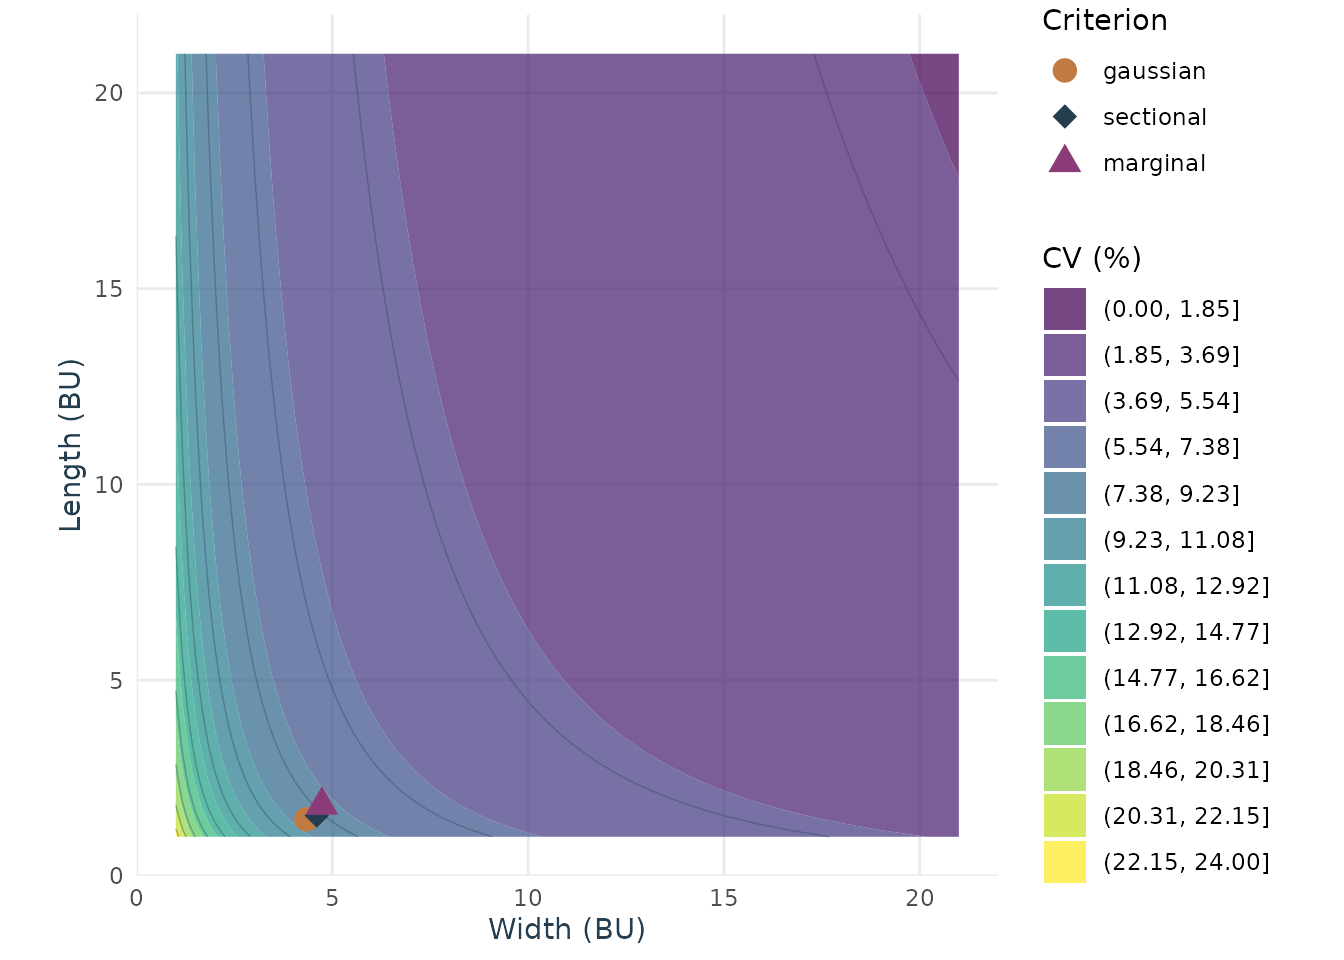 Criterion
gaussian
sectional
marginal
CV (%)
(0.00, 1.85]
(1.85, 3.69]
(3.69, 5.54]
(5.54, 7.38]
(7.38, 9.23]
(9.23, 11.08]
(11.08, 12.92]
(12.92, 14.77]
(14.77, 16.62]
(16.62, 18.46]
(18.46, 20.31]
(20.31, 22.15]
(22.15, 24.00]
Length (BU)
20
15
10
5
0
0 5 10 15 20
Width (BU)